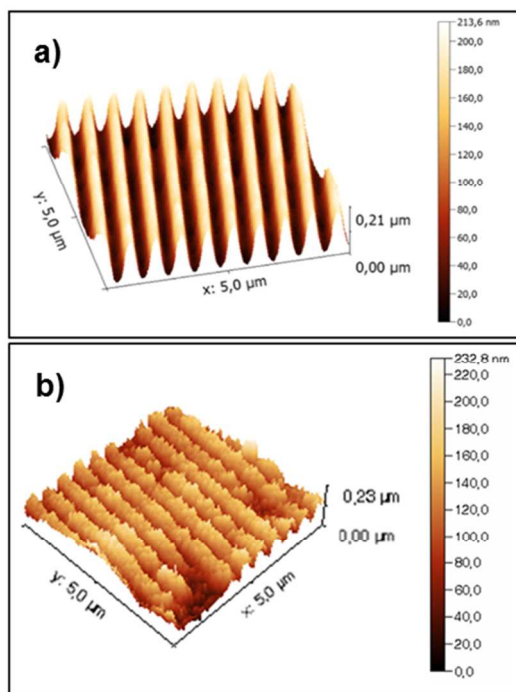 a)
213,6 nm
200,0
180,0
160,0
140,0
120,0
100,0
80,0
60,0
40,0
20,0
0,0
y: 5,0 µm
x: 5,0 µm
0,21 µm
0,00 µm
b)
232,8 nm
220,0
200,0
180,0
160,0
140,0
120,0
100,0
80,0
60,0
40,0
20,0
0,0
y: 5,0 µm
x: 5,0 µm
0,23 µm
0,00 µm